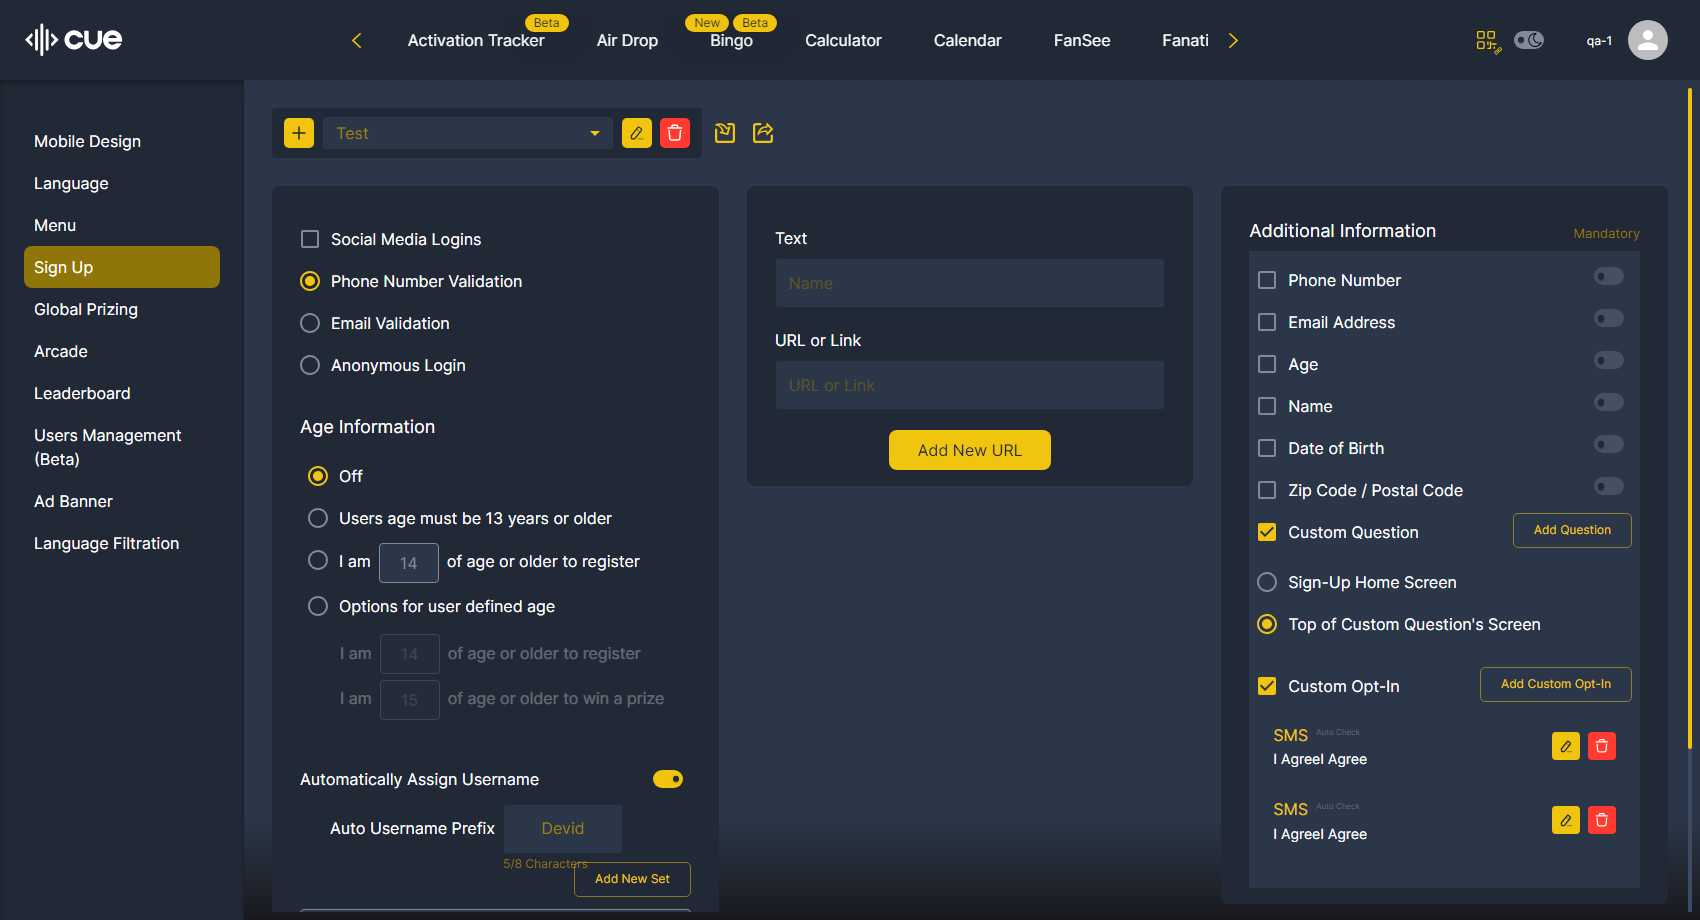 cue
Beta
New
Beta
Activation Tracker
Air Drop
Bingo
Calculator
Calendar
FanSee
Fanati
qa-1
Mobile Design
Language
Menu
Sign Up
Global Prizing
Arcade
Leaderboard
Users Management
(Beta)
Ad Banner
Language Filtration
Test
Social Media Logins
Phone Number Validation
Email Validation
Anonymous Login
Age Information
Off
Users age must be 13 years or older
I am 14 of age or older to register
Options for user defined age
I am 14 of age or older to register
I am 15 of age or older to win a prize
Automatically Assign Username
Auto Username Prefix Devid
5/8 Characters
Add New Set
Text
Name
URL or Link
URL or Link
Add New URL
Additional Information
Mandatory
Phone Number
Email Address
Age
Name
Date of Birth
Zip Code / Postal Code
Custom Question
Add Question
Sign-Up Home Screen
Top of Custom Question's Screen
Custom Opt-In
Add Custom Opt-In
SMS Auto Check
I AgreeI Agree
SMS Auto Check
I AgreeI Agree